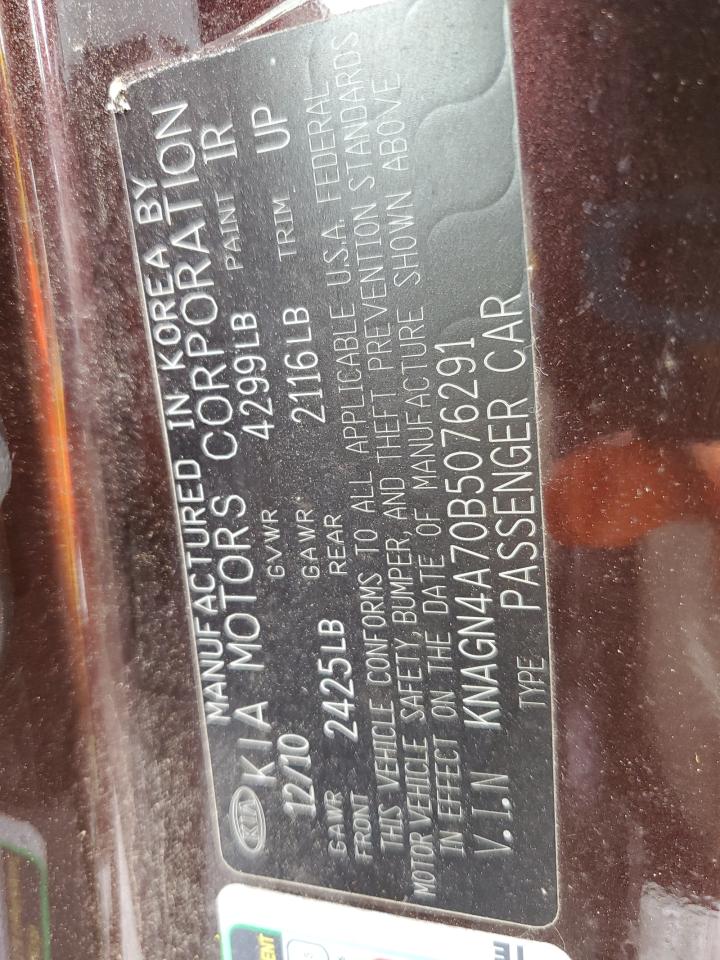 MANUFACTURED IN KOREA BY
KIA KIA MOTORS CORPORATION
12/10 GVWR 4299LB PAINT IR
GAWR FRONT 2425LB GAWR REAR 2116LB TRIM UP
THIS VEHICLE CONFORMS TO ALL APPLICABLE U.S.A. FEDERAL
MOTOR VEHICLE SAFETY, BUMPER, AND THEFT PREVENTION STANDARDS
IN EFFECT ON THE DATE OF MANUFACTURE SHOWN ABOVE
V.I.N KNAGN4A70B5076291
TYPE PASSENGER CAR